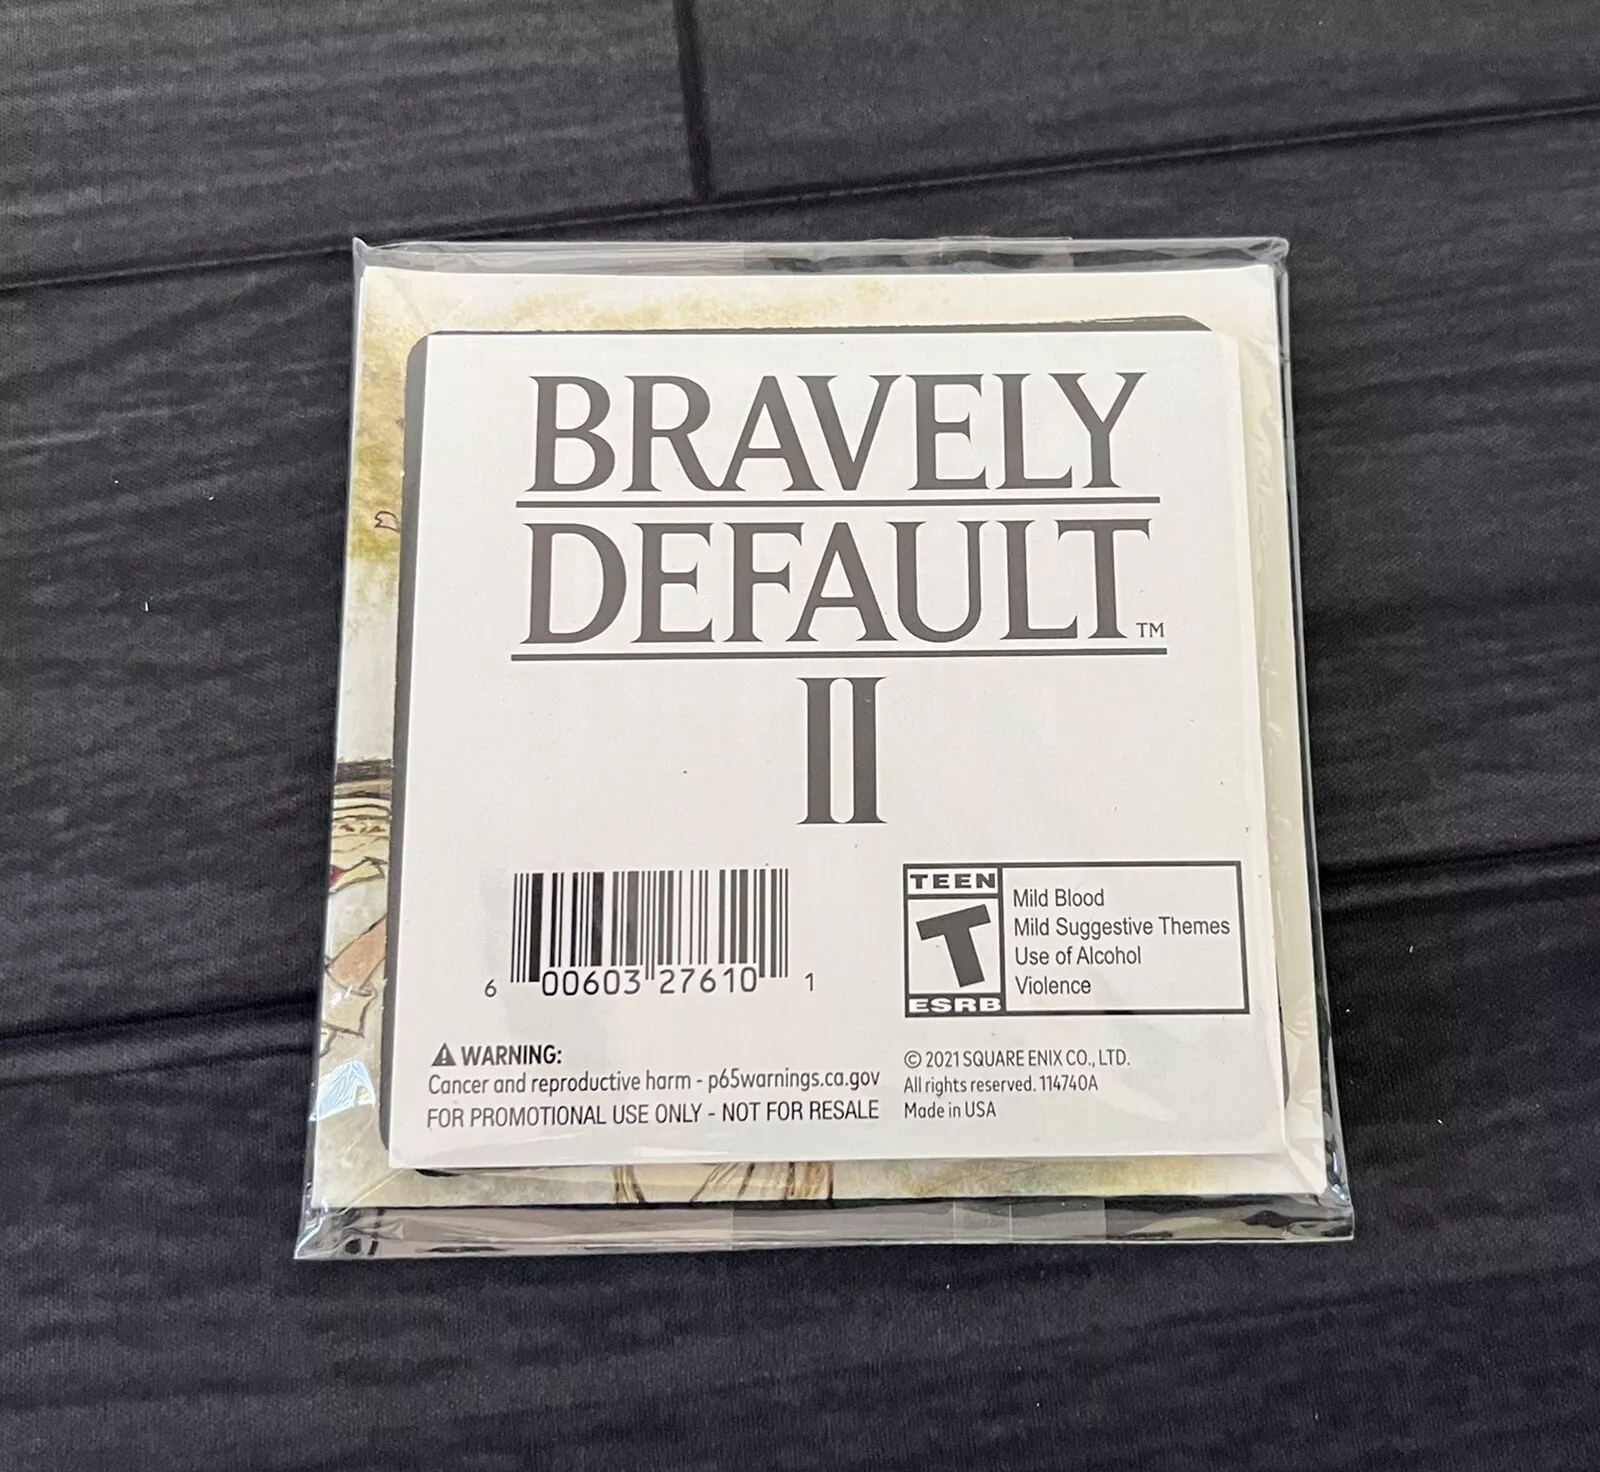 BRAVELY
DEFAULT™
II
6 00603 27610 1
TEEN
T
ESRB
Mild Blood
Mild Suggestive Themes
Use of Alcohol
Violence
⚠ WARNING:
Cancer and reproductive harm - p65warnings.ca.gov
FOR PROMOTIONAL USE ONLY - NOT FOR RESALE
© 2021 SQUARE ENIX CO., LTD.
All rights reserved. 114740A
Made in USA